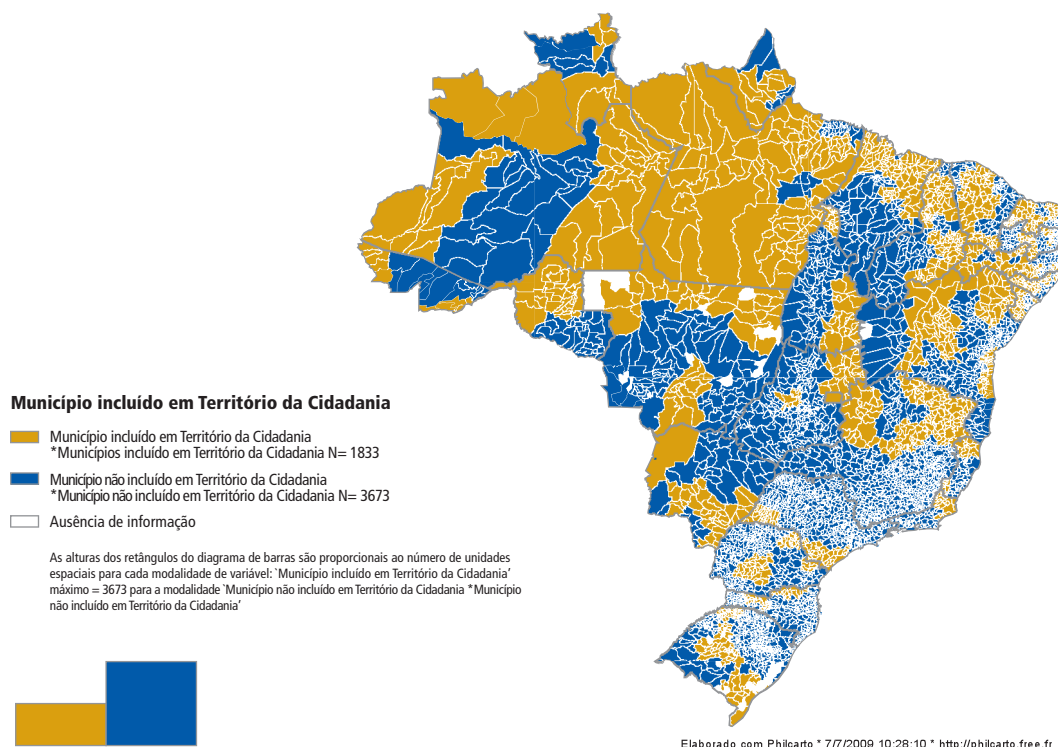 Município incluído em Território da Cidadania
Município incluído em Território da Cidadania
*Municípios incluído em Território da Cidadania N= 1833
Município não incluído em Território da Cidadania
*Município não incluído em Território da Cidadania N= 3673
Ausência de informação
As alturas dos retângulos do diagrama de barras são proporcionais ao número de unidades
espaciais para cada modalidade de variável: `Município incluído em Território da Cidadania’
máximo = 3673 para a modalidade `Município não incluído em Território da Cidadania *Município
não incluído em Território da Cidadania’
Elaborado com Philcarto * 7/7/2009 10:28:10 * http://philcarto.free.fr